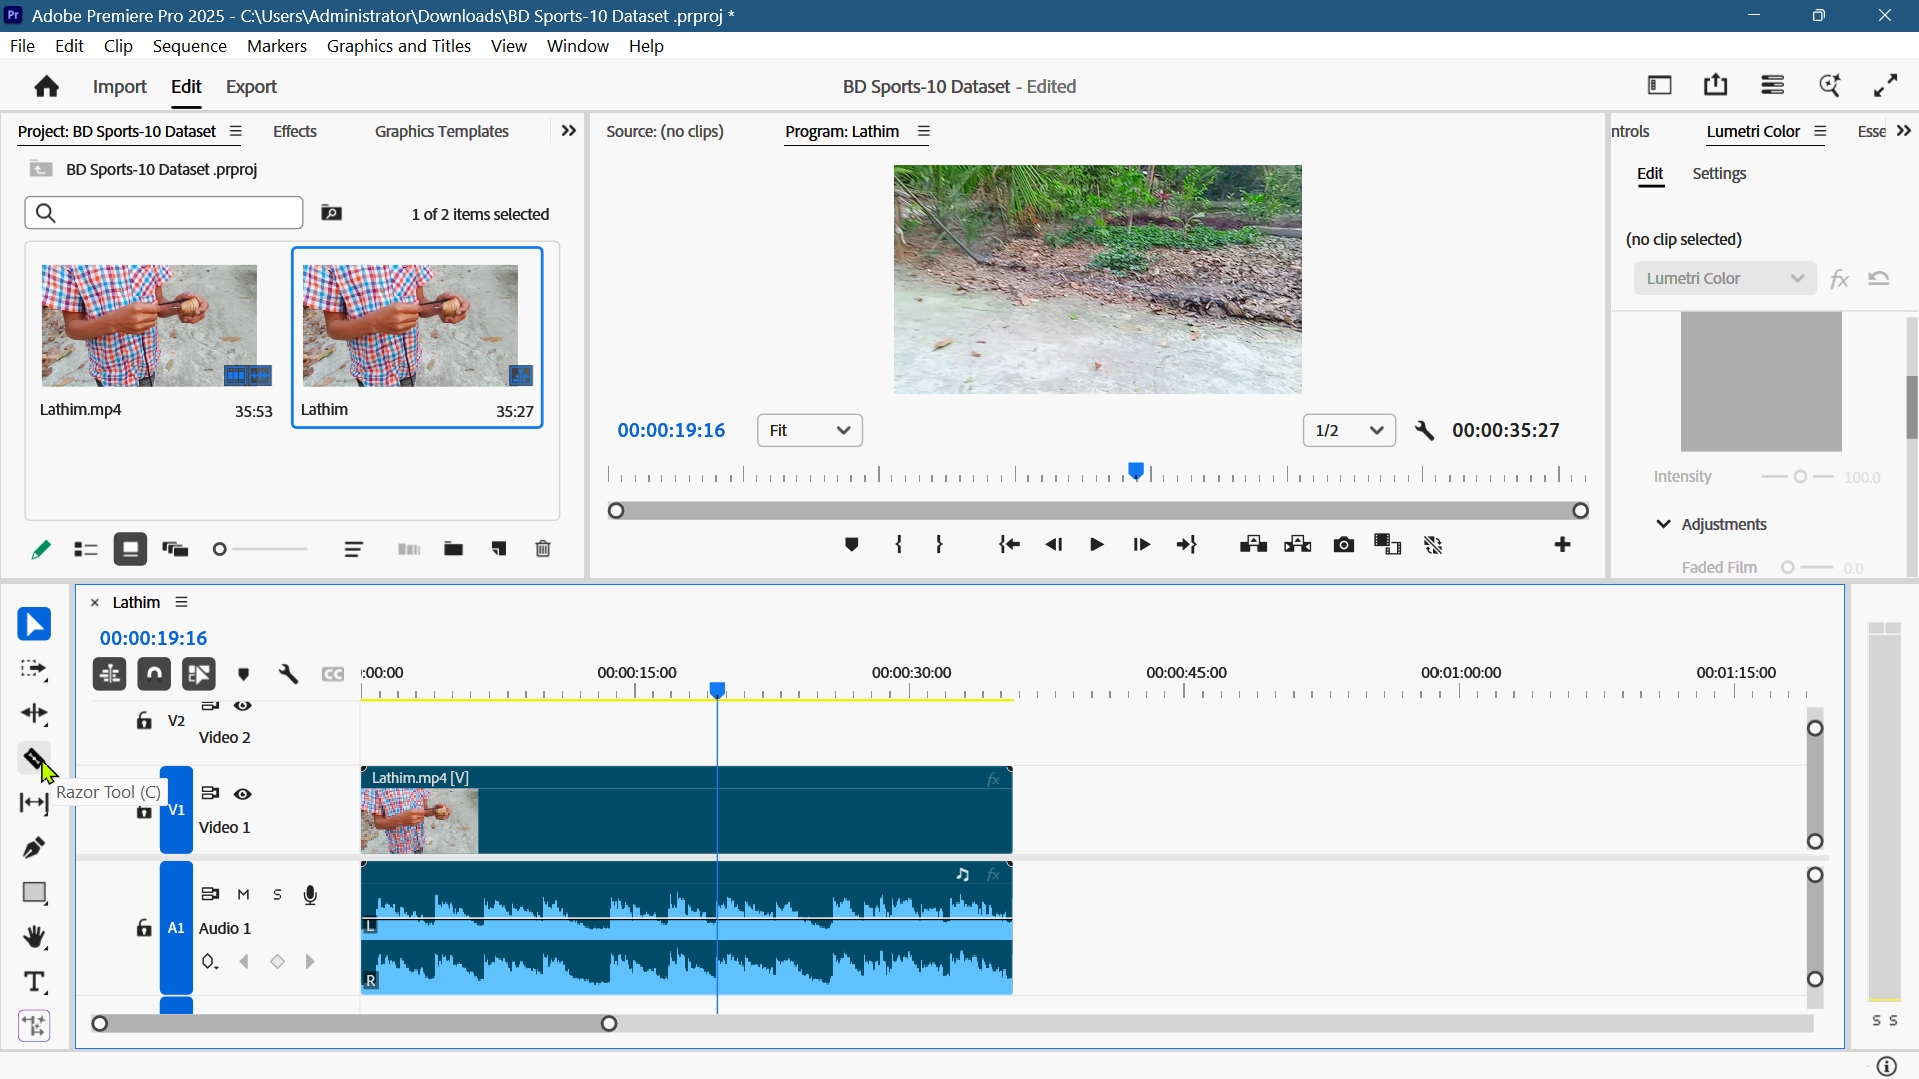 Pr Adobe Premiere Pro 2025 - C:\Users\Administrator\Downloads\BD Sports-10 Dataset .prproj *
File Edit Clip Sequence Markers Graphics and Titles View Window Help
Import Edit Export BD Sports-10 Dataset - Edited
Project: BD Sports-10 Dataset Effects Graphics Templates
BD Sports-10 Dataset .prproj
1 of 2 items selected
Lathim.mp4 35:53
Lathim 35:27
Source: (no clips) Program: Lathim
00:00:19:16 Fit 1/2 00:00:35:27
ntrols Lumetri Color Esse
Edit Settings
(no clip selected)
Lumetri Color fx
Intensity 100.0
Adjustments
Faded Film 0.0
× Lathim
00:00:19:16
CC :00:00 00:00:15:00 00:00:30:00 00:00:45:00 00:01:00:00 00:01:15:00
V2
Video 2
Razor Tool (C)
V1
Video 1
Lathim.mp4 [V] fx
M S
A1 Audio 1
fx
L
R
T
S S